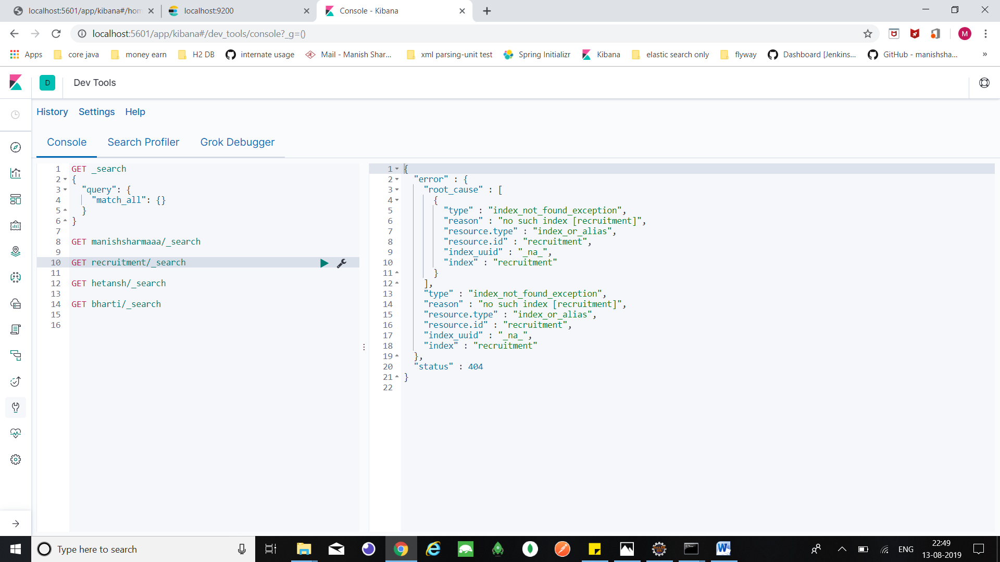 localhost:5601/app/kibana#/hom
localhost:9200
Console - Kibana
localhost:5601/app/kibana#/dev_tools/console?_g=()
M
Apps
core java
money earn
H2 DB
internate usage
Mail - Manish Shar...
xml parsing-unit test
Spring Initializr
Kibana
elastic search only
flyway
Dashboard [Jenkins...
GitHub - manishsha...
»
D
Dev Tools
History
Settings
Help
Console
Search Profiler
Grok Debugger
1 GET _search
2 {
3 "query": {
4 "match_all": {}
5 }
6 }
7
8 GET manishsharmaaa/_search
9
10 GET recruitment/_search
11
12 GET hetansh/_search
13
14 GET bharti/_search
15
16
1 {
2 "error" : {
3 "root_cause" : [
4 {
5 "type" : "index_not_found_exception",
6 "reason" : "no such index [recruitment]",
7 "resource.type" : "index_or_alias",
8 "resource.id" : "recruitment",
9 "index_uuid" : "_na_",
10 "index" : "recruitment"
11 }
12 ],
13 "type" : "index_not_found_exception",
14 "reason" : "no such index [recruitment]",
15 "resource.type" : "index_or_alias",
16 "resource.id" : "recruitment",
17 "index_uuid" : "_na_",
18 "index" : "recruitment"
19 },
20 "status" : 404
21 }
22
Type here to search
ENG
22:49
13-08-2019